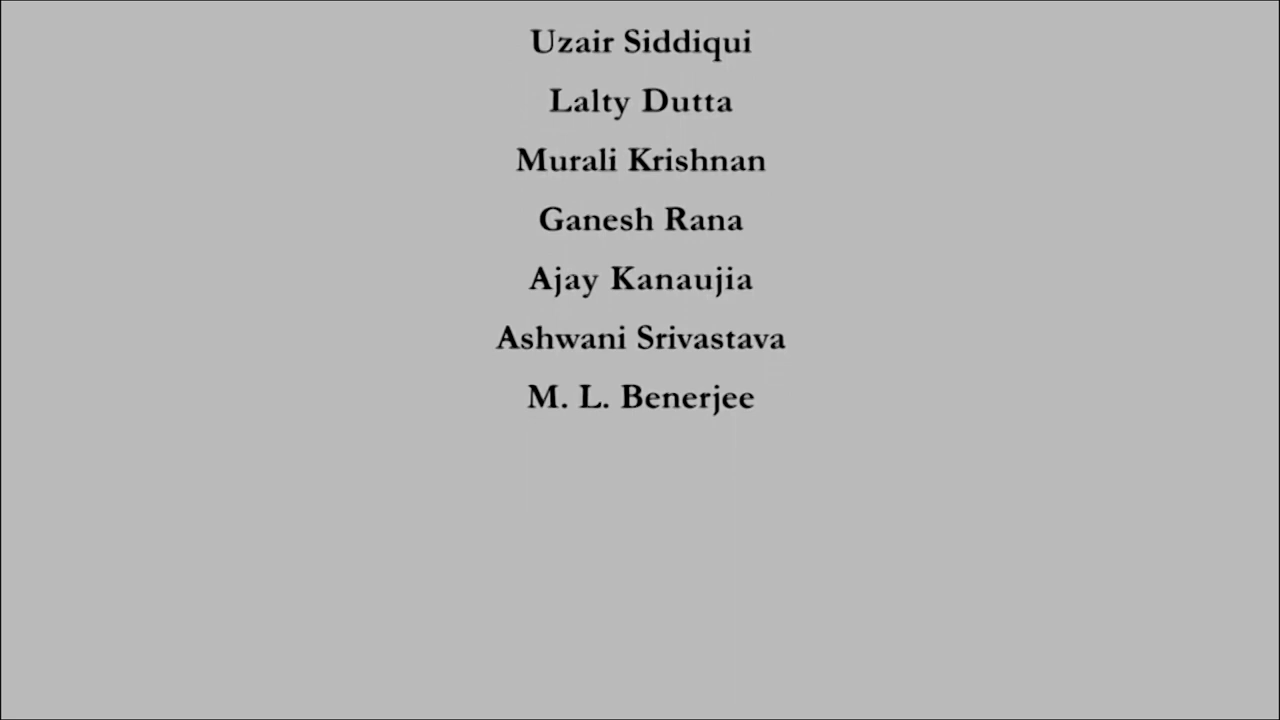 Uzair Siddiqui
Lalty Dutta
Murali Krishnan
Ganesh Rana
Ajay Kanaujia
Ashwani Srivastava
M. L. Benerjee